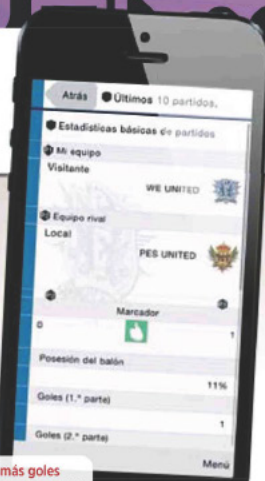 Atrás Últimos 10 partidos.
Estadísticas básicas de partidos
Mi equipo
Visitante
WE UNITED
Equipo rival
Local
PES UNITED
Marcador
0 1
Posesión del balón
11%
Goles (1.ª parte)
1
Goles (2.ª parte)
Menú
más goles